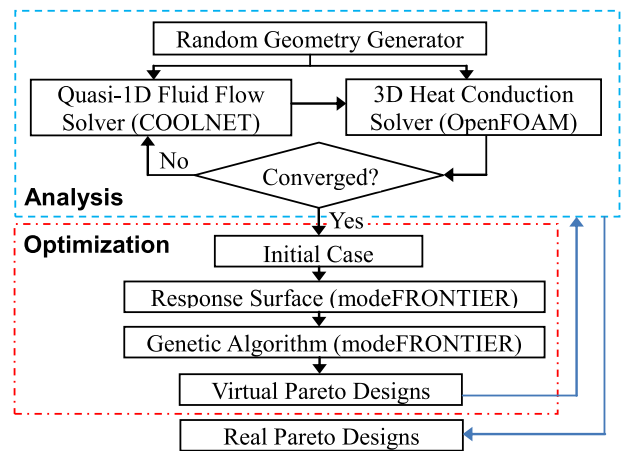 Random Geometry Generator
Quasi-1D Fluid Flow
Solver (COOLNET)
3D Heat Conduction
Solver (OpenFOAM)
No
Converged?
Analysis
Yes
Optimization
Initial Case
Response Surface (modeFRONTIER)
Genetic Algorithm (modeFRONTIER)
Virtual Pareto Designs
Real Pareto Designs